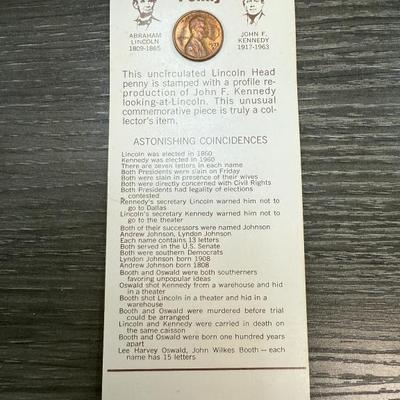 Penny
ABRAHAM
LINCOLN
1809-1865
JOHN F.
KENNEDY
1917-1963
This uncirculated Lincoln Head
penny is stamped with a profile re-
production of John F. Kennedy
looking-at-Lincoln. This unusual
commemorative piece is truly a col-
lector's item.
ASTONISHING COINCIDENCES
Lincoln was elected in 1860
Kennedy was elected in 1960
There are seven letters in each name
Both Presidents were slain on Friday
Both were slain in presence of their wives
Both were directly concerned with Civil Rights
Both Presidents had legality of elections
contested
Kennedy's secretary Lincoln warned him not to
go to Dallas
Lincoln's secretary Kennedy warned him not to
go to the theater
Both of their successors were named Johnson
Andrew Johnson, Lyndon Johnson
Each name contains 13 letters
Both served in the U.S. Senate
Both were southern Democrats
Lyndon Johnson born 1908
Andrew Johnson born 1808
Booth and Oswald were both southerners
favoring unpopular ideas
Oswald shot Kennedy from a warehouse and hid
in a theater
Booth shot Lincoln in a theater and hid in a
warehouse
Booth and Oswald were murdered before trial
could be arranged
Lincoln and Kennedy were carried in death on
the same caisson
Booth and Oswald were born one hundred years
apart
Lee Harvey Oswald, John Wilkes Booth — each
name has 15 letters